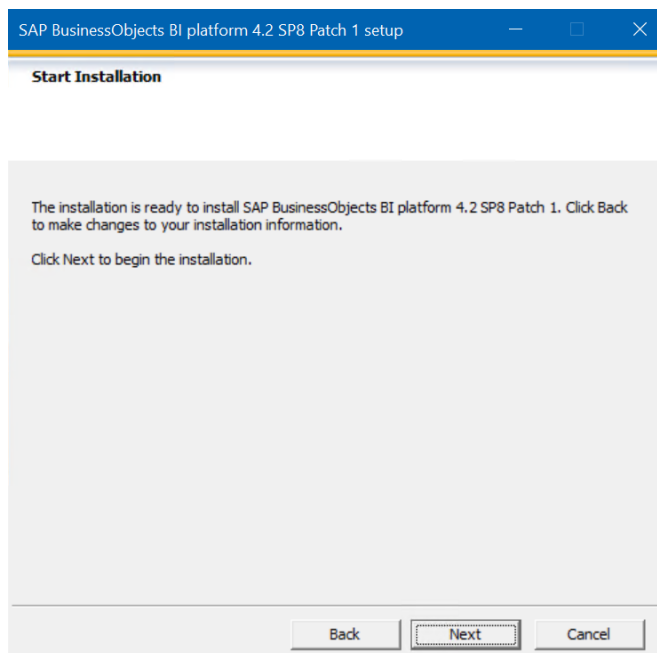 SAP BusinessObjects BI platform 4.2 SP8 Patch 1 setup
Start Installation
The installation is ready to install SAP BusinessObjects BI platform 4.2 SP8 Patch 1. Click Back
to make changes to your installation information.
Click Next to begin the installation.
Back Next Cancel